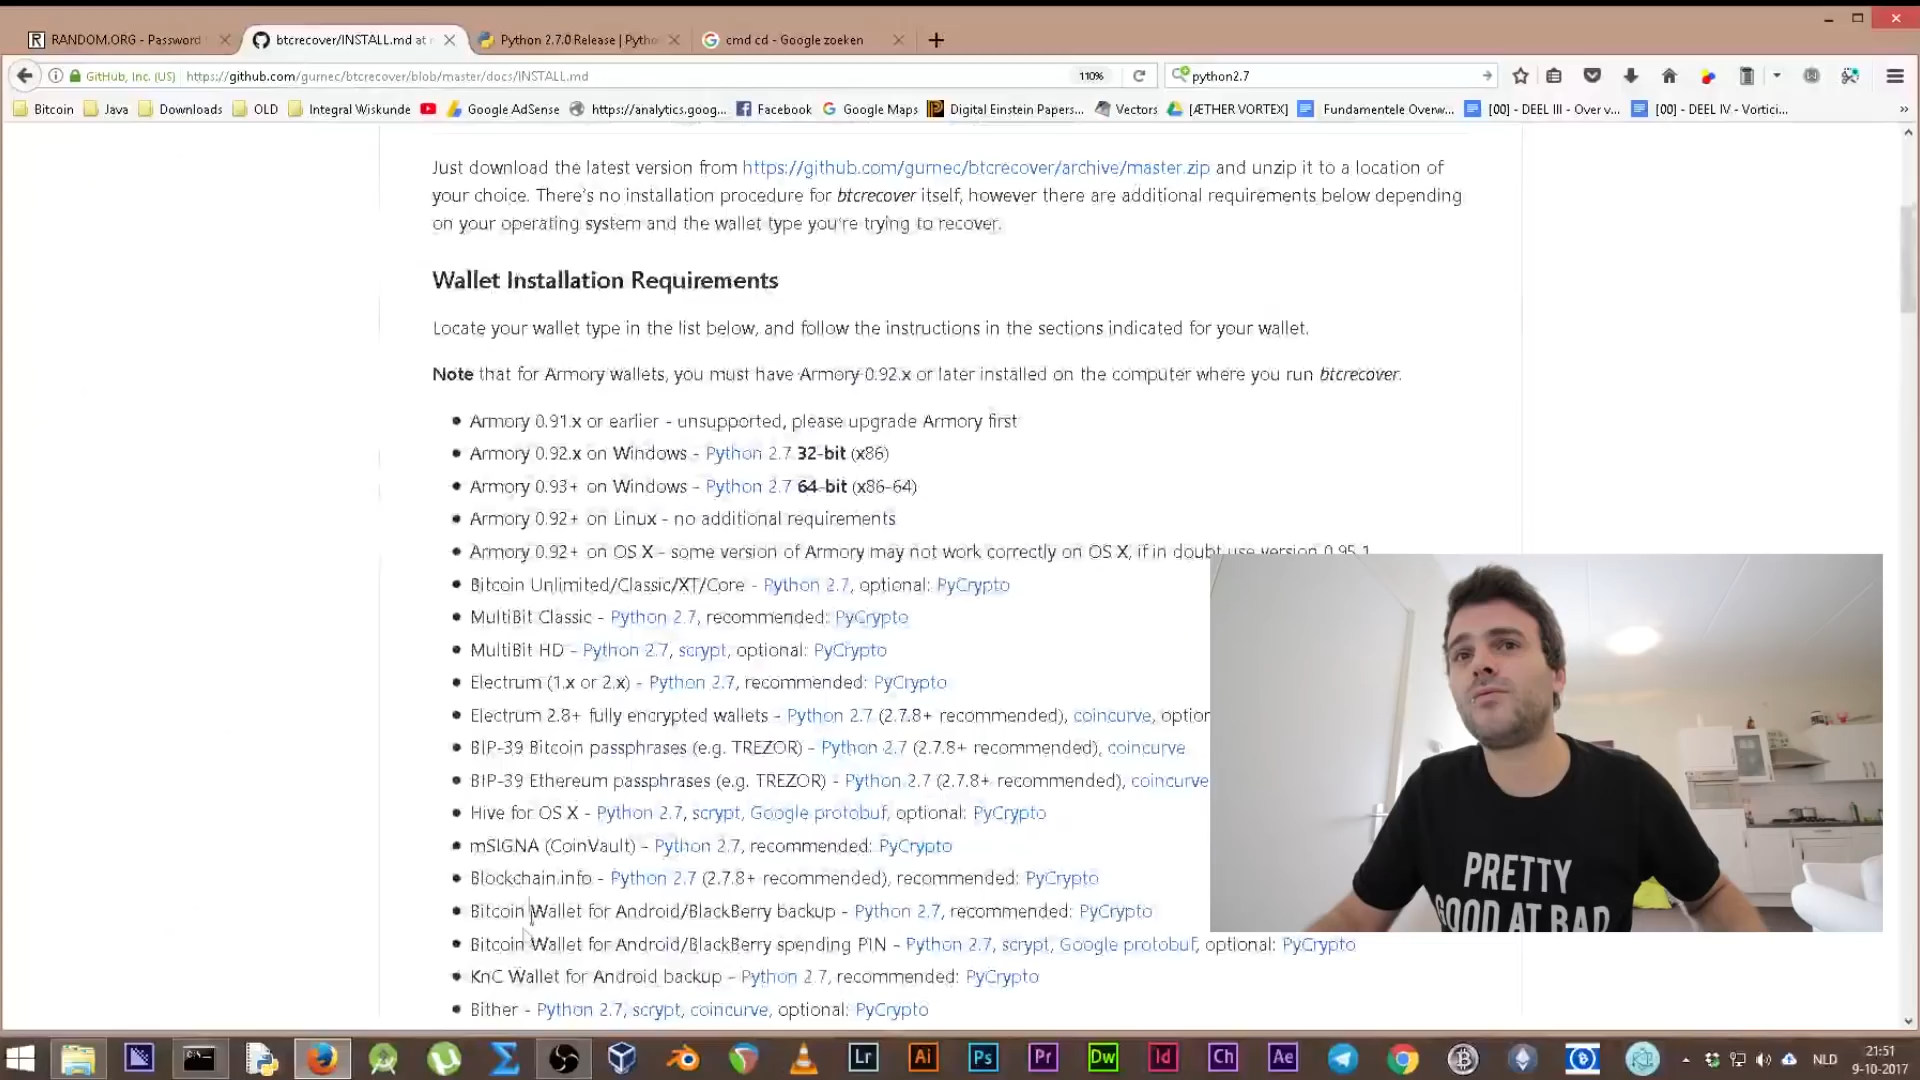 RANDOM.ORG - Password
btcrecover/INSTALL.md at
Python 2.7.0 Release | Pytho
cmd cd - Google zoeken
GitHub, Inc. (US)
https://github.com/gurnec/btcrecover/blob/master/docs/INSTALL.md
110%
python2.7
Bitcoin
Java
Downloads
OLD
Integral Wiskunde
Google AdSense
https://analytics.goog...
Facebook
Google Maps
Digital Einstein Papers...
Vectors
[ÆTHER VORTEX]
Fundamentele Overw...
[00] - DEEL III - Over v...
[00] - DEEL IV - Vortici...
Just download the latest version from https://github.com/gurnec/btcrecover/archive/master.zip and unzip it to a location of
your choice. There's no installation procedure for btcrecover itself, however there are additional requirements below depending
on your operating system and the wallet type you're trying to recover.
Wallet Installation Requirements
Locate your wallet type in the list below, and follow the instructions in the sections indicated for your wallet.
Note that for Armory wallets, you must have Armory 0.92.x or later installed on the computer where you run btcrecover.
• Armory 0.91.x or earlier - unsupported, please upgrade Armory first
• Armory 0.92.x on Windows - Python 2.7 32-bit (x86)
• Armory 0.93+ on Windows - Python 2.7 64-bit (x86-64)
• Armory 0.92+ on Linux - no additional requirements
• Armory 0.92+ on OS X - some version of Armory may not work correctly on OS X, if in doubt use version 0.95.1
• Bitcoin Unlimited/Classic/XT/Core - Python 2.7, optional: PyCrypto
• MultiBit Classic - Python 2.7, recommended: PyCrypto
• MultiBit HD - Python 2.7, scrypt, optional: PyCrypto
• Electrum (1.x or 2.x) - Python 2.7, recommended: PyCrypto
• Electrum 2.8+ fully encrypted wallets - Python 2.7 (2.7.8+ recommended), coincurve, option
• BIP-39 Bitcoin passphrases (e.g. TREZOR) - Python 2.7 (2.7.8+ recommended), coincurve
• BIP-39 Ethereum passphrases (e.g. TREZOR) - Python 2.7 (2.7.8+ recommended), coincurve
• Hive for OS X - Python 2.7, scrypt, Google protobuf, optional: PyCrypto
• mSIGNA (CoinVault) - Python 2.7, recommended: PyCrypto
• Blockchain.info - Python 2.7 (2.7.8+ recommended), recommended: PyCrypto
• Bitcoin Wallet for Android/BlackBerry backup - Python 2.7, recommended: PyCrypto
• Bitcoin Wallet for Android/BlackBerry spending PIN - Python 2.7, scrypt, Google protobuf, optional: PyCrypto
• KnC Wallet for Android backup - Python 2.7, recommended: PyCrypto
• Bither - Python 2.7, scrypt, coincurve, optional: PyCrypto
PRETTY
GOOD AT BAD
Lr
Ai
Ps
Pr
Dw
Id
Ch
Ae
NLD
21:51
9-10-2017